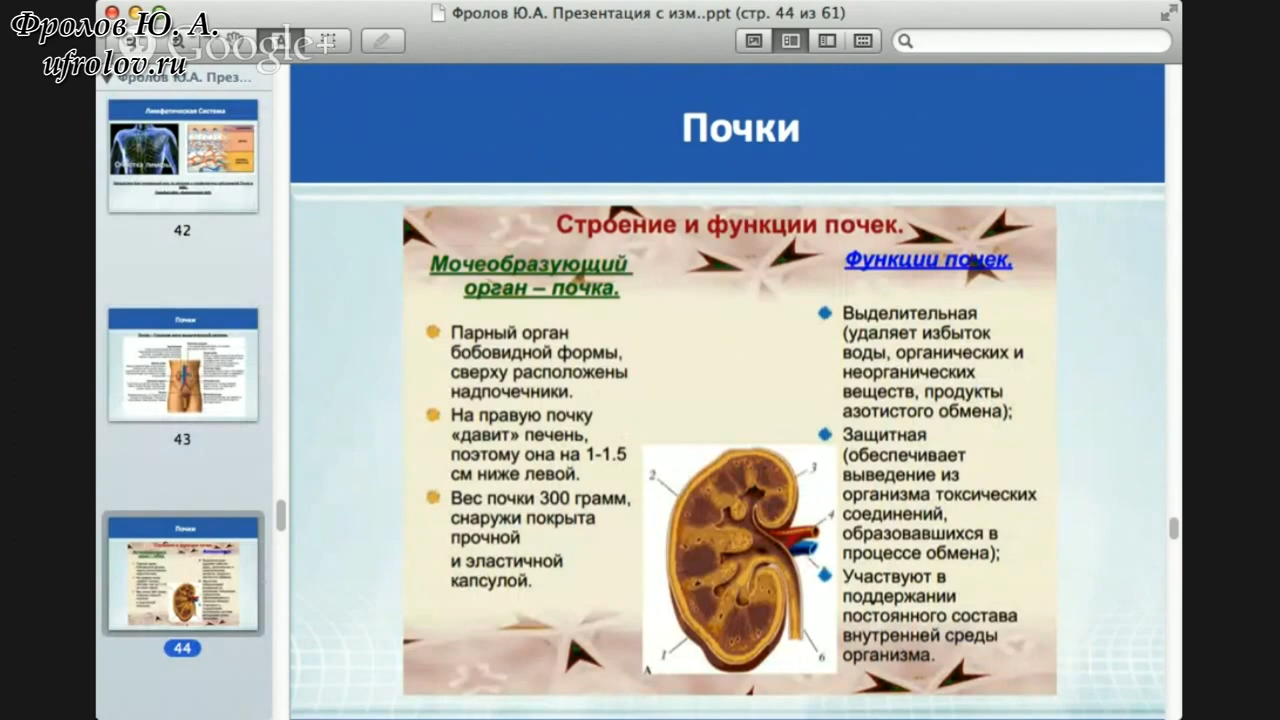 Фролов Ю.А. Презентация с изм..ppt (стр. 44 из 61)
Фролов Ю. А.
ufrolov.ru
Google+
Фролов Ю.А. През...
Лимфатическая Система
42
Почки
43
Почки
44
Почки
Строение и функции почек.
Мочеобразующий
орган – почка.
Парный орган
бобовидной формы,
сверху расположены
надпочечники.
На правую почку
«давит» печень,
поэтому она на 1-1.5
см ниже левой.
Вес почки 300 грамм,
снаружи покрыта
прочной
и эластичной
капсулой.
2
3
4
1
6
А
Функции почек.
Выделительная
(удаляет избыток
воды, органических и
неорганических
веществ, продукты
азотистого обмена);
Защитная
(обеспечивает
выведение из
организма токсических
соединений,
образовавшихся в
процессе обмена);
Участвуют в
поддержании
постоянного состава
внутренней среды
организма.